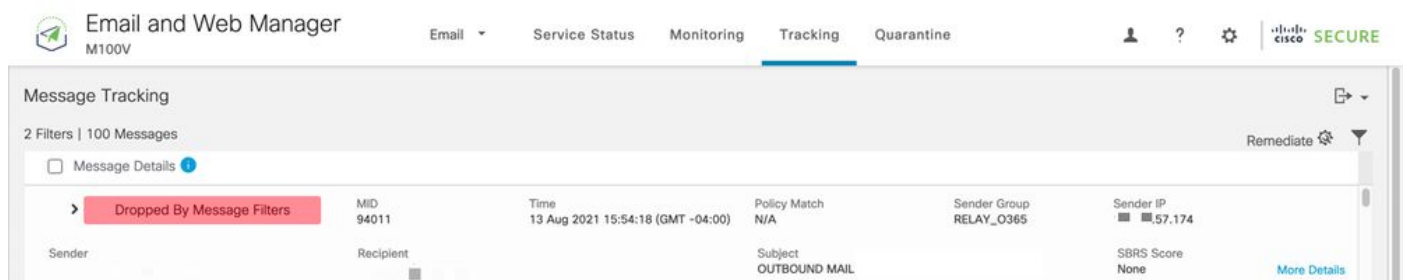 Email and Web Manager
M100V
Email Service Status Monitoring Tracking Quarantine ? cisco SECURE
Message Tracking
2 Filters | 100 Messages
Remediate
Message Details
Dropped By Message Filters
MID Time Policy Match Sender Group Sender IP
94011 13 Aug 2021 15:54:18 (GMT -04:00) N/A RELAY_O365 .57.174
Sender Recipient Subject SBRS Score
OUTBOUND MAIL None More Details